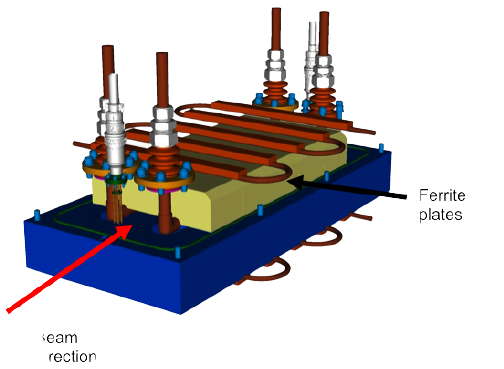 Ferrite
plates
eam
rection